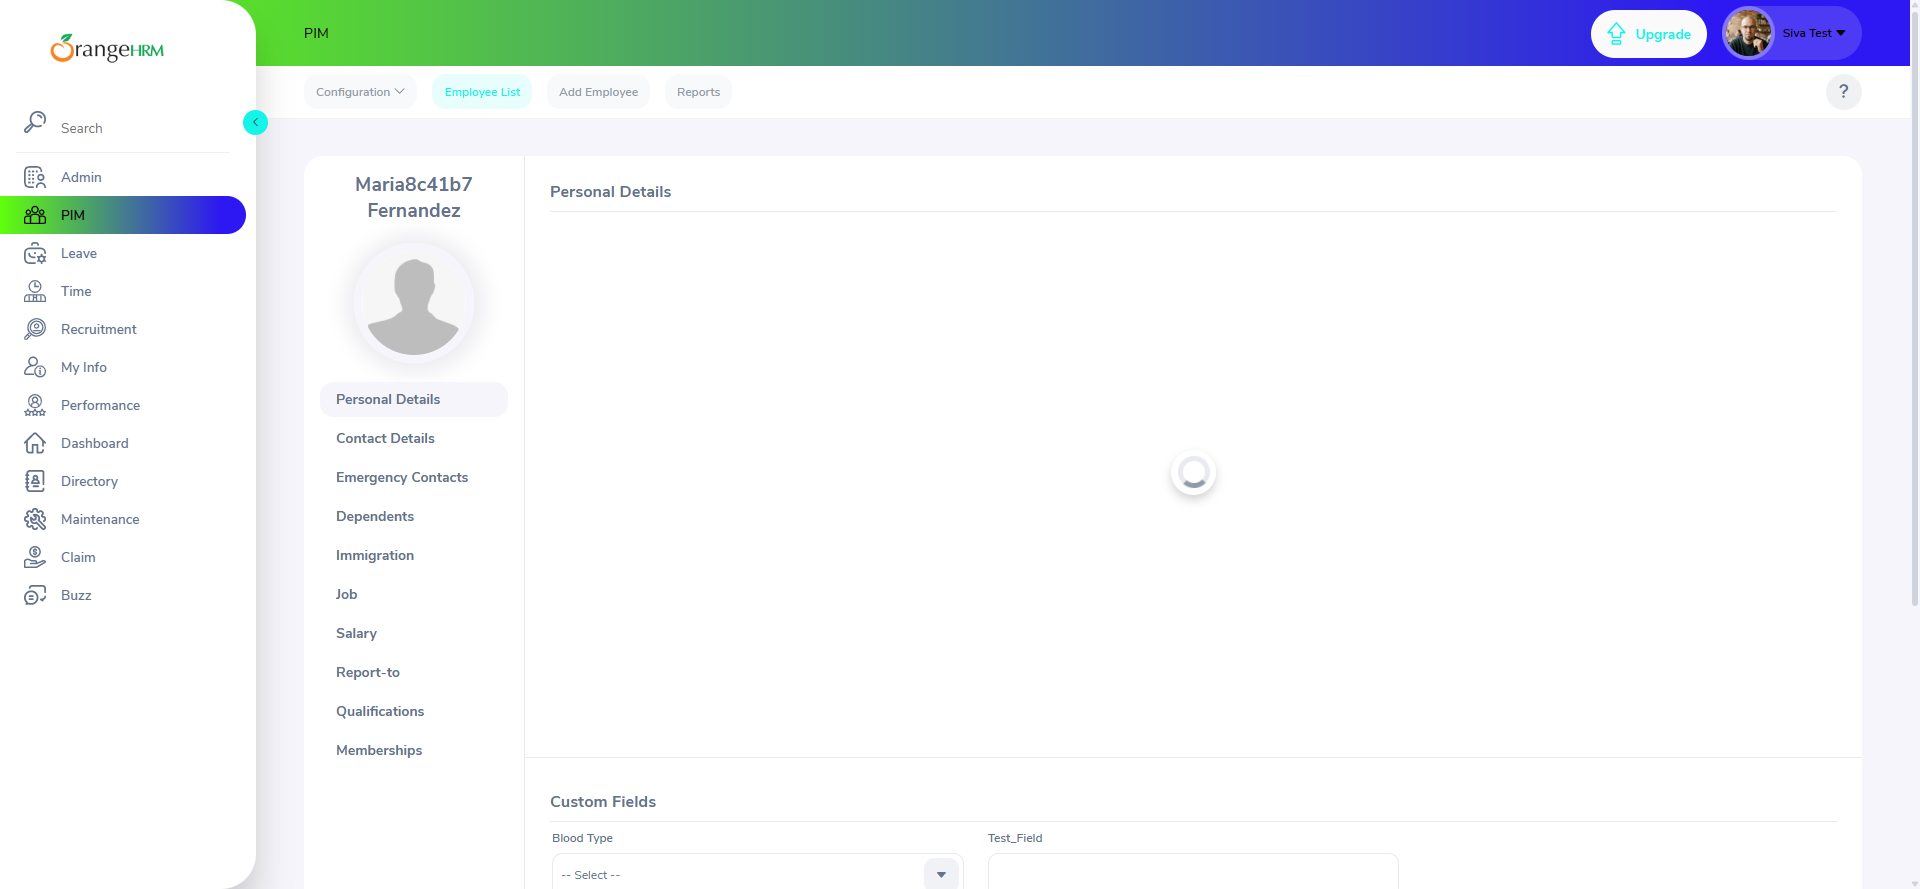 OrangeHRM
PIM
Upgrade
Siva Test
Configuration
Employee List
Add Employee
Reports
?
Search
Admin
PIM
Leave
Time
Recruitment
My Info
Performance
Dashboard
Directory
Maintenance
Claim
Buzz
Maria8c41b7
Fernandez
Personal Details
Contact Details
Emergency Contacts
Dependents
Immigration
Job
Salary
Report-to
Qualifications
Memberships
Personal Details
Custom Fields
Blood Type
Test_Field
-- Select --